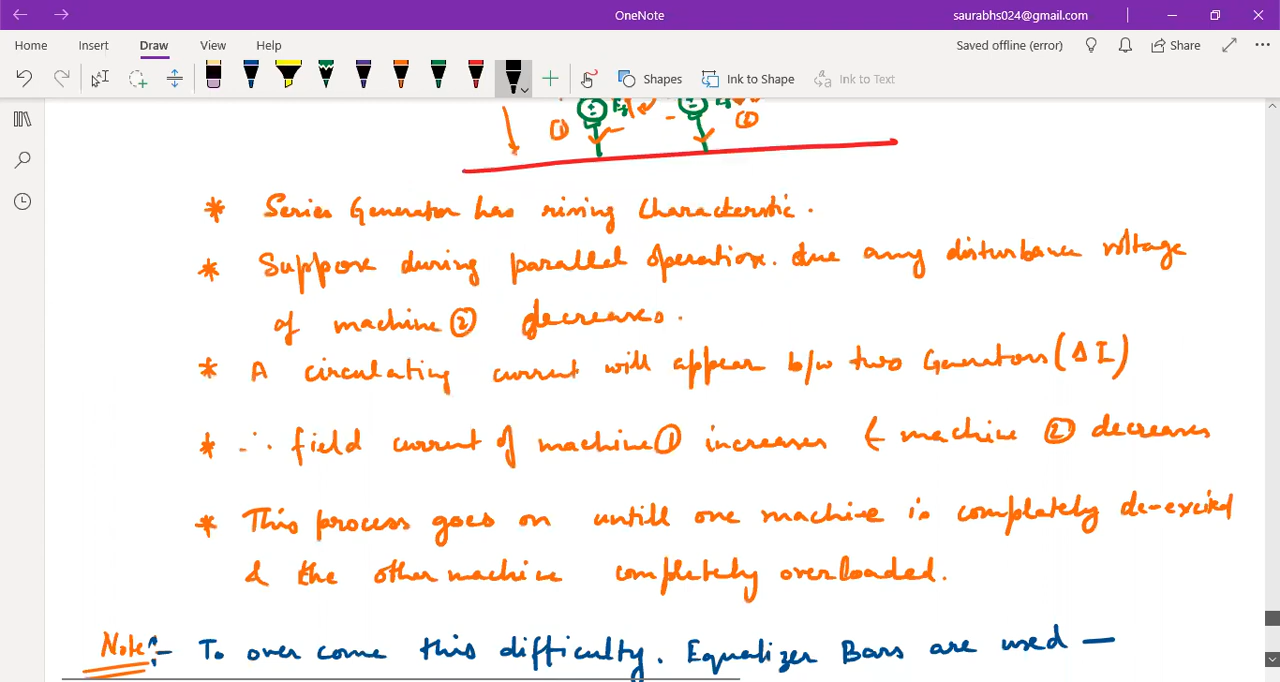 OneNote
saurabhs024@gmail.com
Home Insert Draw View Help
Saved offline (error) Share
Shapes Ink to Shape Ink to Text
① ②
* Series Generator has rising Characterstic.
* Suppose during parallel operation. due any disturbance voltage
of machine ② decreases.
* A circulating current will appear b/w two Generators (ΔI)
* ∴ field current of machine① increases & machine ② decreases
* This process goes on untill one machine is completely de-excited
& the other machine completely overloaded.
Note:- To over come this difficulty. Equalizer Bars are used —